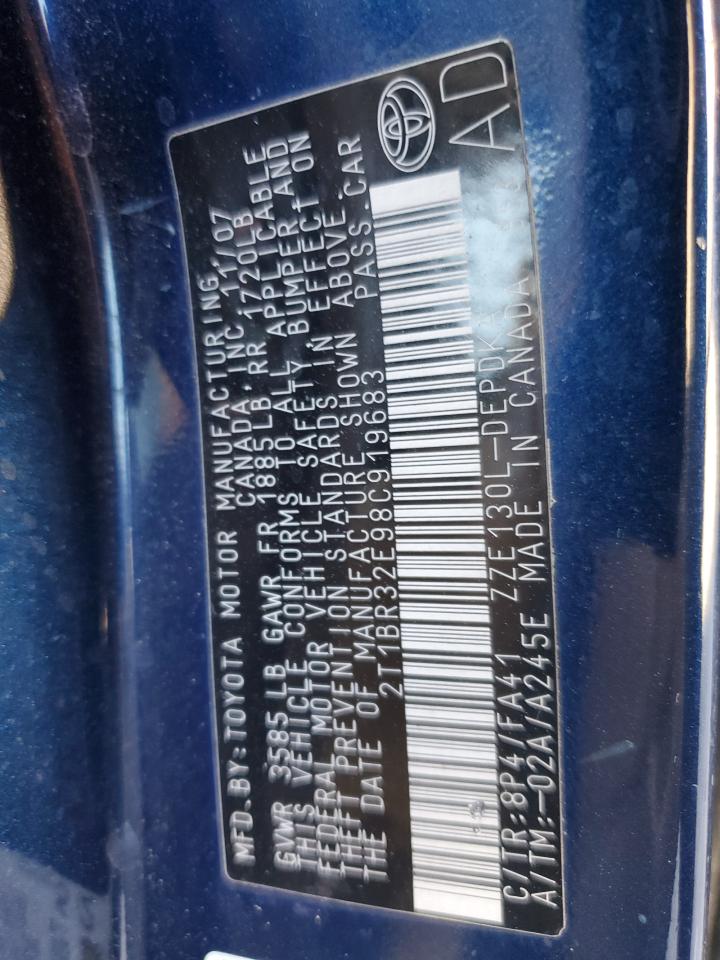 MFD.BY: TOYOTA MOTOR MANUFACTURING,
CANADA, INC 11/07
GVWR 3585LB GAWR FR 1885LB,RR 1720LB
THIS VEHICLE CONFORMS TO ALL APPLICABLE
FEDERAL MOTOR VEHICLE SAFETY, BUMPER AND
THEFT PREVENTION STANDARDS IN EFFECT ON
THE DATE OF MANUFACTURE SHOWN ABOVE.
2T1BR32E98C919683 PASS.CAR
C/TR:8P4/FA41 ZZE130L-DEPDKA
A/TM:-02A/A245E MADE IN CANADA
AD